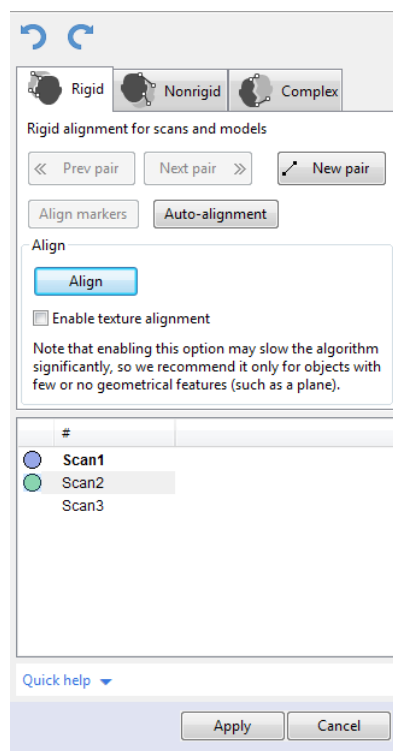 Rigid Nonrigid Complex
Rigid alignment for scans and models
Prev pair Next pair New pair
Align markers Auto-alignment
Align
Align
Enable texture alignment
Note that enabling this option may slow the algorithm
significantly, so we recommend it only for objects with
few or no geometrical features (such as a plane).
#
Scan1
Scan2
Scan3
Quick help
Apply Cancel